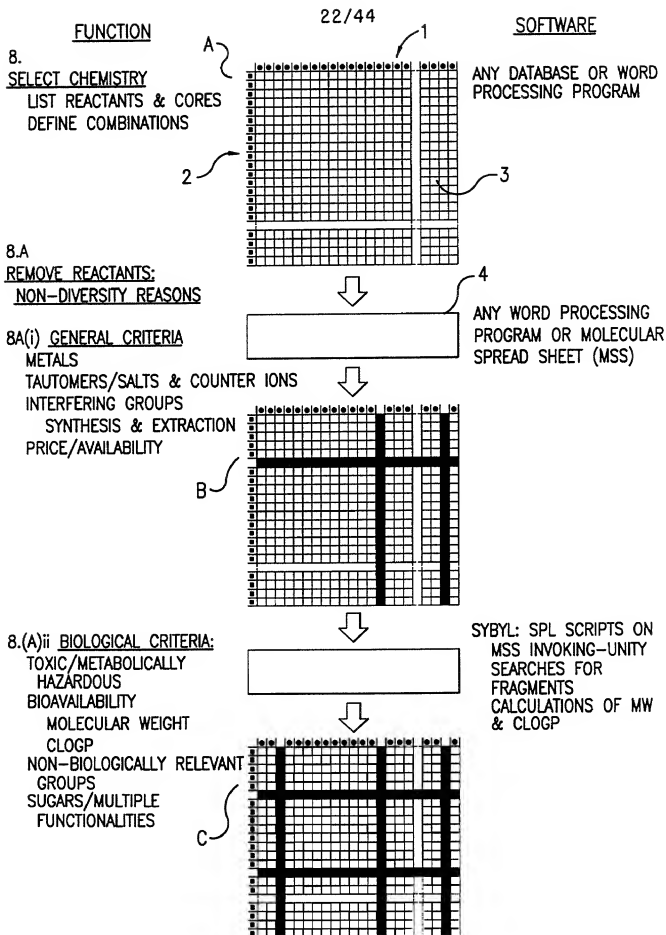 22/44
FUNCTION
SOFTWARE
A
1
8.
SELECT CHEMISTRY
LIST REACTANTS & CORES
DEFINE COMBINATIONS
ANY DATABASE OR WORD
PROCESSING PROGRAM
2
3
8.A
REMOVE REACTANTS:
NON-DIVERSITY REASONS
4
ANY WORD PROCESSING
PROGRAM OR MOLECULAR
SPREAD SHEET (MSS)
8A(i) GENERAL CRITERIA
METALS
TAUTOMERS/SALTS & COUNTER IONS
INTERFERING GROUPS
SYNTHESIS & EXTRACTION
PRICE/AVAILABILITY
B
8.(A)ii BIOLOGICAL CRITERIA:
TOXIC/METABOLICALLY
HAZARDOUS
BIOAVAILABILITY
MOLECULAR WEIGHT
CLOGP
NON-BIOLOGICALLY RELEVANT
GROUPS
SUGARS/MULTIPLE
FUNCTIONALITIES
SYBYL: SPL SCRIPTS ON
MSS INVOKING-UNITY
SEARCHES FOR
FRAGMENTS
CALCULATIONS OF MW
& CLOGP
C